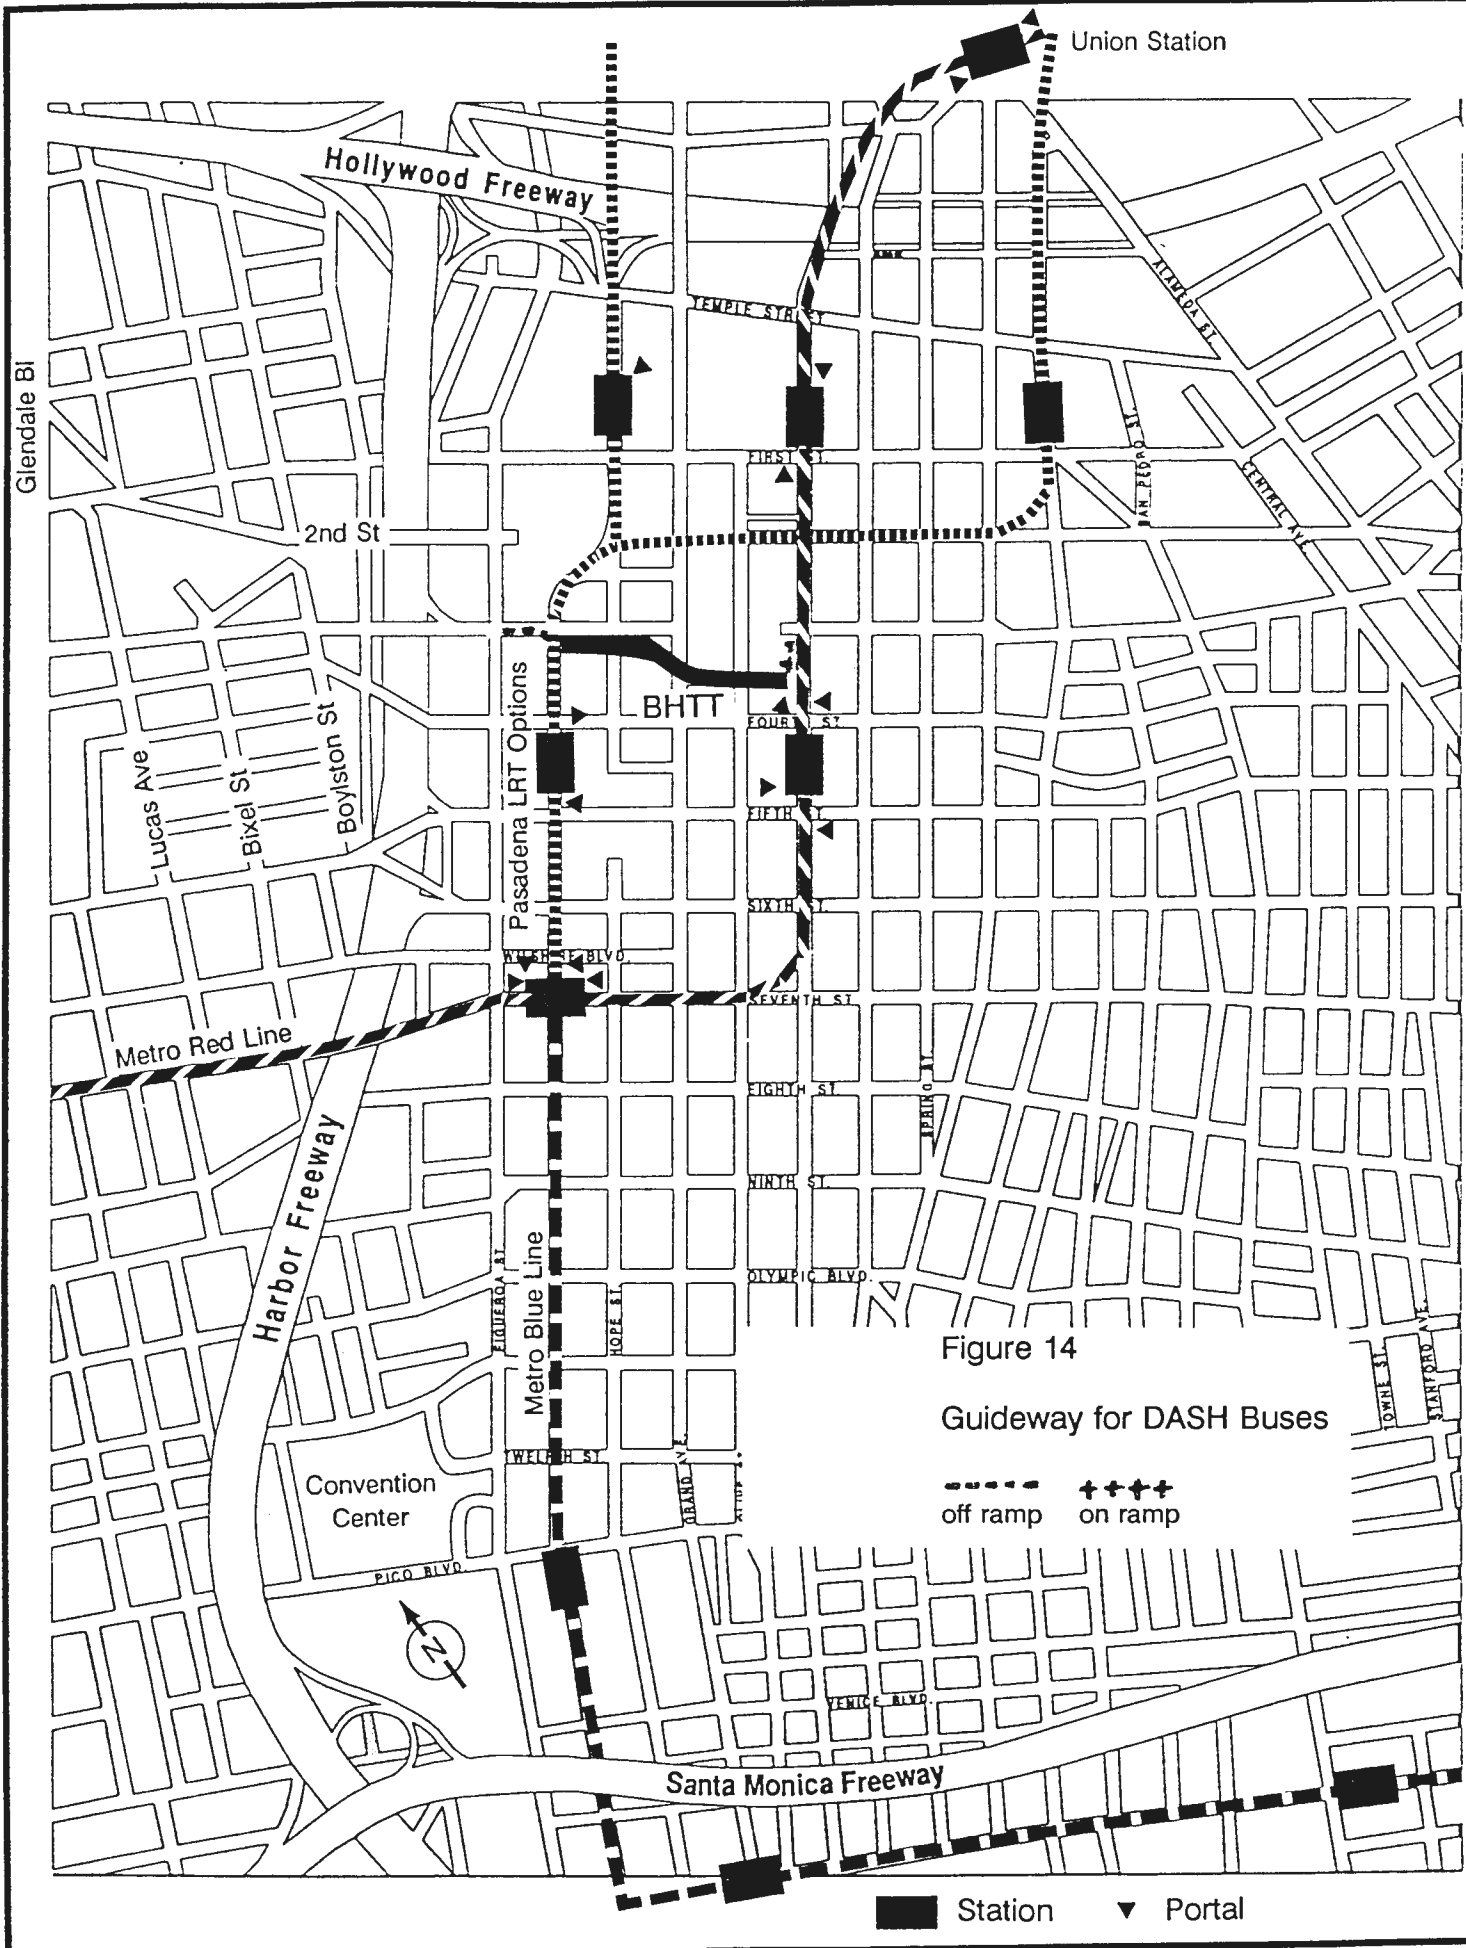 Union Station
Hollywood Freeway
ALAMEDA ST.
TEMPLE STREET
Glendale Bl
SAN PEDRO ST.
FIRST ST.
CENTRAL AVE.
2nd St
Pasadena LRT Options
BHTT
FOURTH ST.
Lucas Ave
Bixel St
Boylston St
FIFTH ST.
SIXTH ST.
WILSHIRE BLVD.
SEVENTH ST.
Metro Red Line
EIGHTH ST.
SPRING ST.
Harbor Freeway
NINTH ST.
Metro Blue Line
FIGUEROA ST.
HOPE ST.
OLYMPIC BLVD.
Figure 14
TOWNE ST.
STANFORD AVE.
Guideway for DASH Buses
TWELFTH ST.
GRAND AVE.
Convention
Center
off ramp on ramp
PICO BLVD.
N
VENICE BLVD.
Santa Monica Freeway
Station Portal